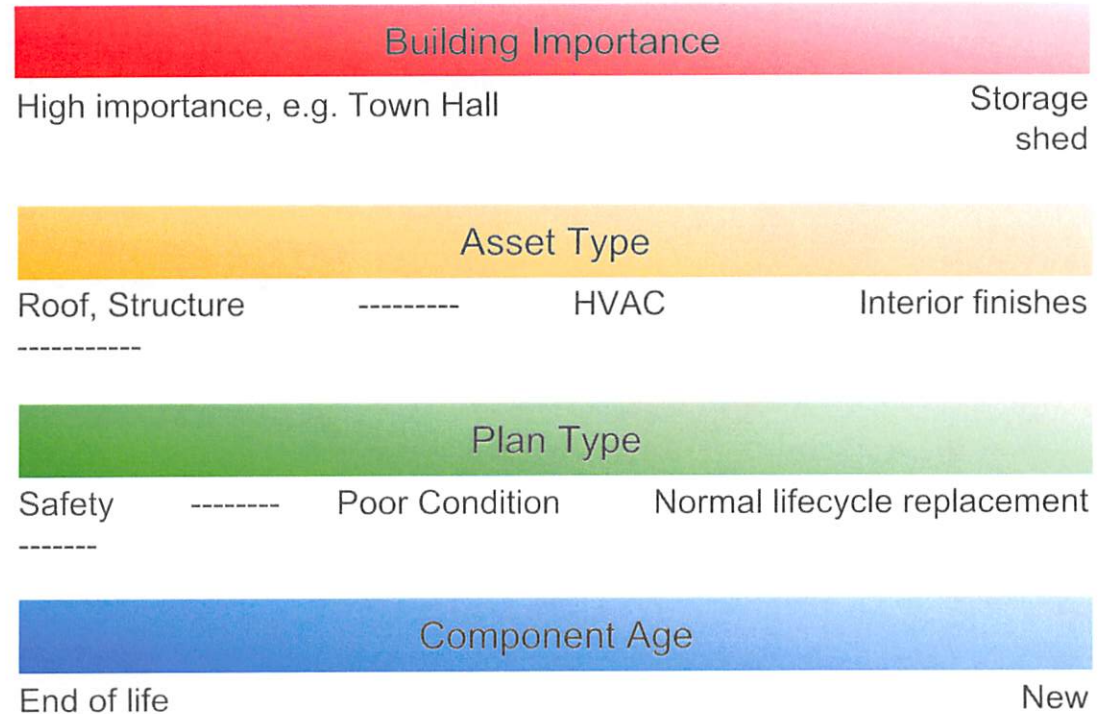 Building Importance
High importance, e.g. Town Hall Storage
shed
Asset Type
Roof, Structure --------- HVAC Interior finishes
-----------
Plan Type
Safety -------- Poor Condition Normal lifecycle replacement
-------
Component Age
End of life New